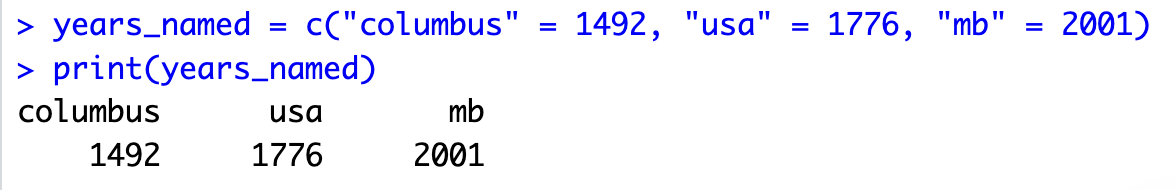 > years_named = c("columbus" = 1492, "usa" = 1776, "mb" = 2001)
> print(years_named)
columbus      usa       mb
    1492     1776     2001